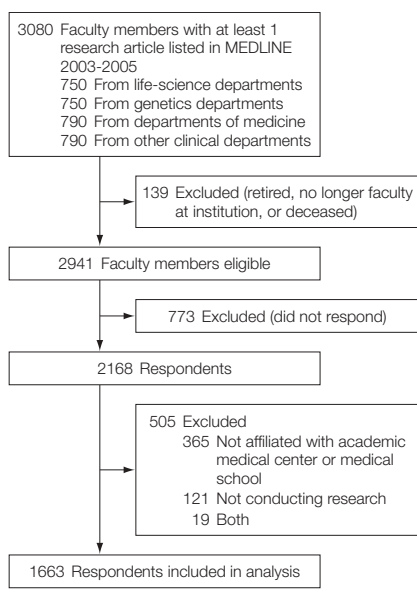 3080 Faculty members with at least 1
research article listed in MEDLINE
2003-2005
750 From life-science departments
750 From genetics departments
790 From departments of medicine
790 From other clinical departments
139 Excluded (retired, no longer faculty
at institution, or deceased)
2941 Faculty members eligible
773 Excluded (did not respond)
2168 Respondents
505 Excluded
365 Not affiliated with academic
medical center or medical
school
121 Not conducting research
19 Both
1663 Respondents included in analysis